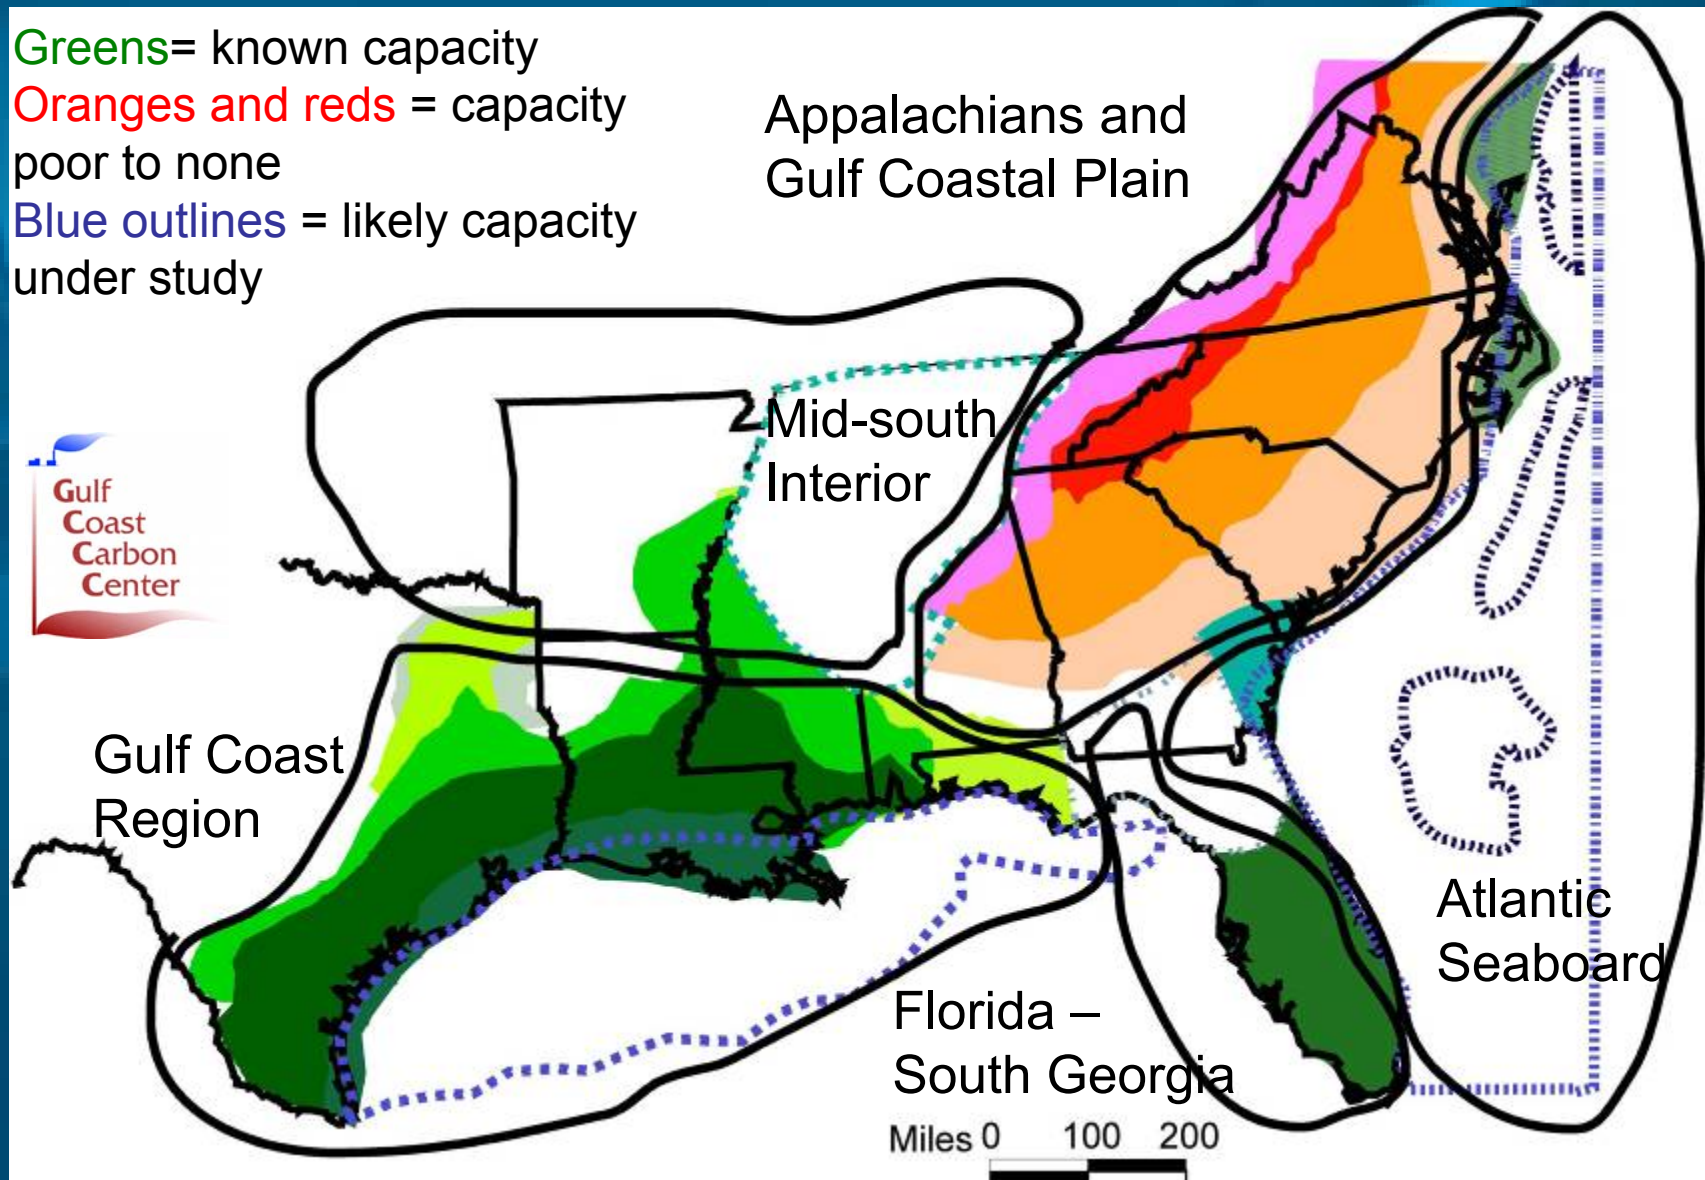 Greens= known capacity
Oranges and reds = capacity
poor to none
Blue outlines = likely capacity
under study
Appalachians and
Gulf Coastal Plain
Mid-south
Interior
Gulf
Coast
Carbon
Center
Gulf Coast
Region
Atlantic
Seaboard
Florida –
South Georgia
Miles 0 100 200